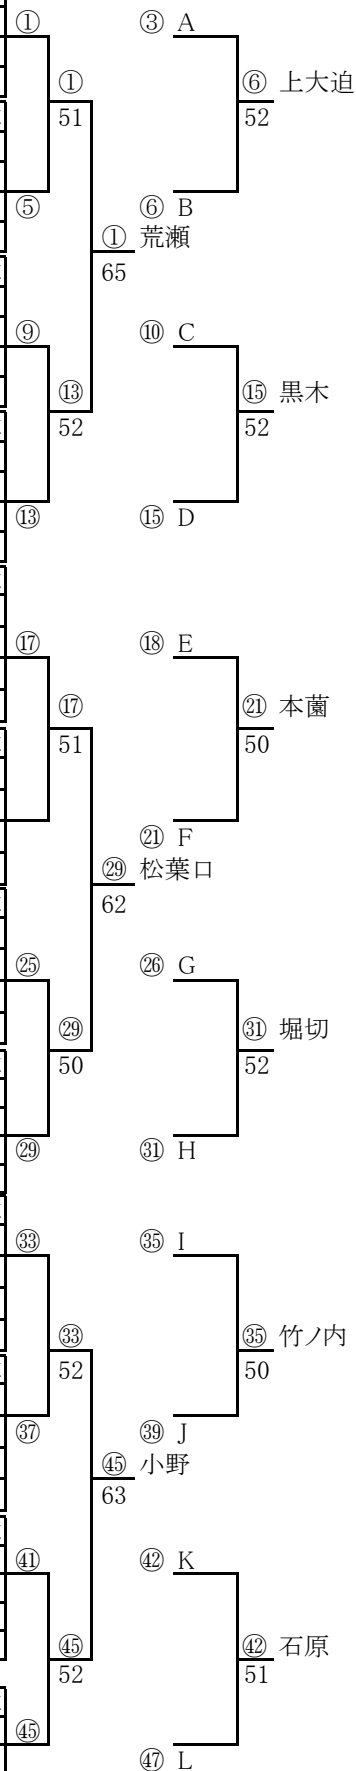 ① ③ A
① ⑥ 上大迫
51 52
⑤ ⑥ B
① 荒瀬
65
⑨ ⑩ C
⑬ ⑮ 黒木
52 52
⑬ ⑮ D
⑰ ⑱ E
⑰ ㉑ 本薗
51 50
㉑ F
㉙ 松葉口
62
㉕ ㉖ G
㉙ ㉛ 堀切
50 52
㉙ ㉛ H
㉝ ㉟ I
㉝ ㉟ 竹ノ内
52 50
㊲ ㊴ J
㊺ 小野
63
㊶ ㊷ K
㊺ ㊷ 石原
52 51
㊺
㊼ L